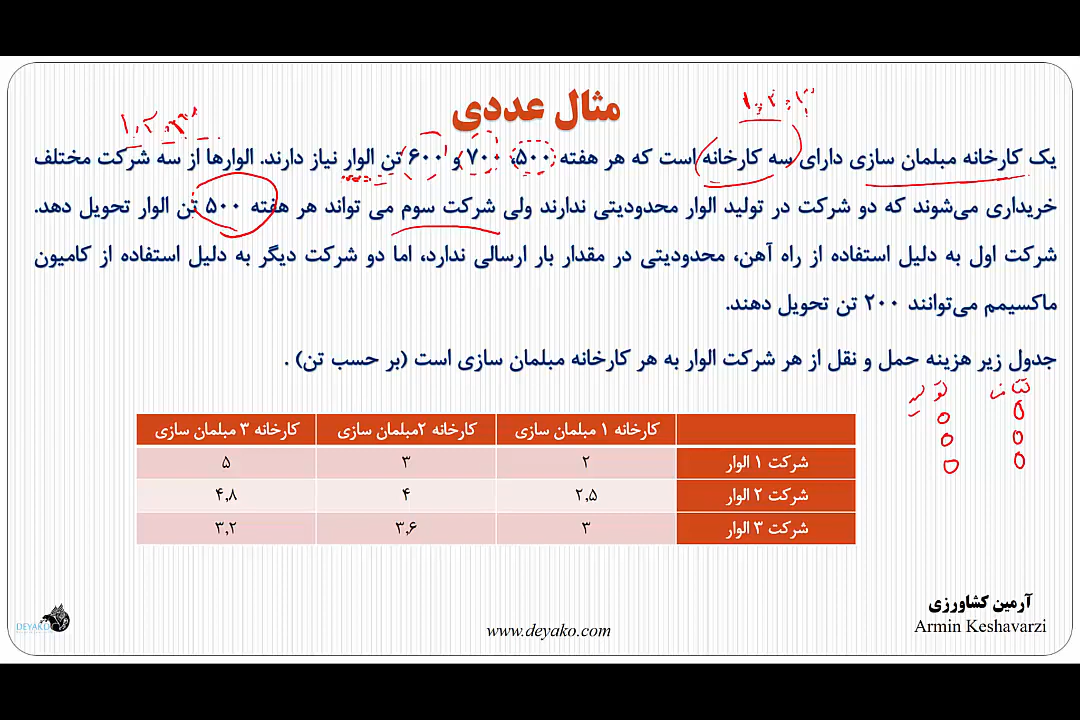 مثال عددی
یک کارخانه مبلمان سازی دارای سه کارخانه است که هر هفته ۵۰۰، ۷۰۰ و ۶۰۰ تن الوار نیاز دارند. الوارها از سه شرکت مختلف
خریداری می‌شوند که دو شرکت در تولید الوار محدودیتی ندارند ولی شرکت سوم می تواند هر هفته ۵۰۰ تن الوار تحویل دهد.
شرکت اول به دلیل استفاده از راه آهن، محدودیتی در مقدار بار ارسالی ندارد، اما دو شرکت دیگر به دلیل استفاده از کامیون
ماکسیمم می‌توانند ۲۰۰ تن تحویل دهند.
جدول زیر هزینه حمل و نقل از هر شرکت الوار به هر کارخانه مبلمان سازی است (بر حسب تن) .
کارخانه ۱ مبلمان سازی کارخانه ۲مبلمان سازی کارخانه ۳ مبلمان سازی
شرکت ۱ الوار ۲ ۳ ۵
شرکت ۲ الوار ۲,۵ ۴ ۴,۸
شرکت ۳ الوار ۳ ۳,۶ ۳,۲
آرمین کشاورزی
Armin Keshavarzi
www.deyako.com
DEYAKO